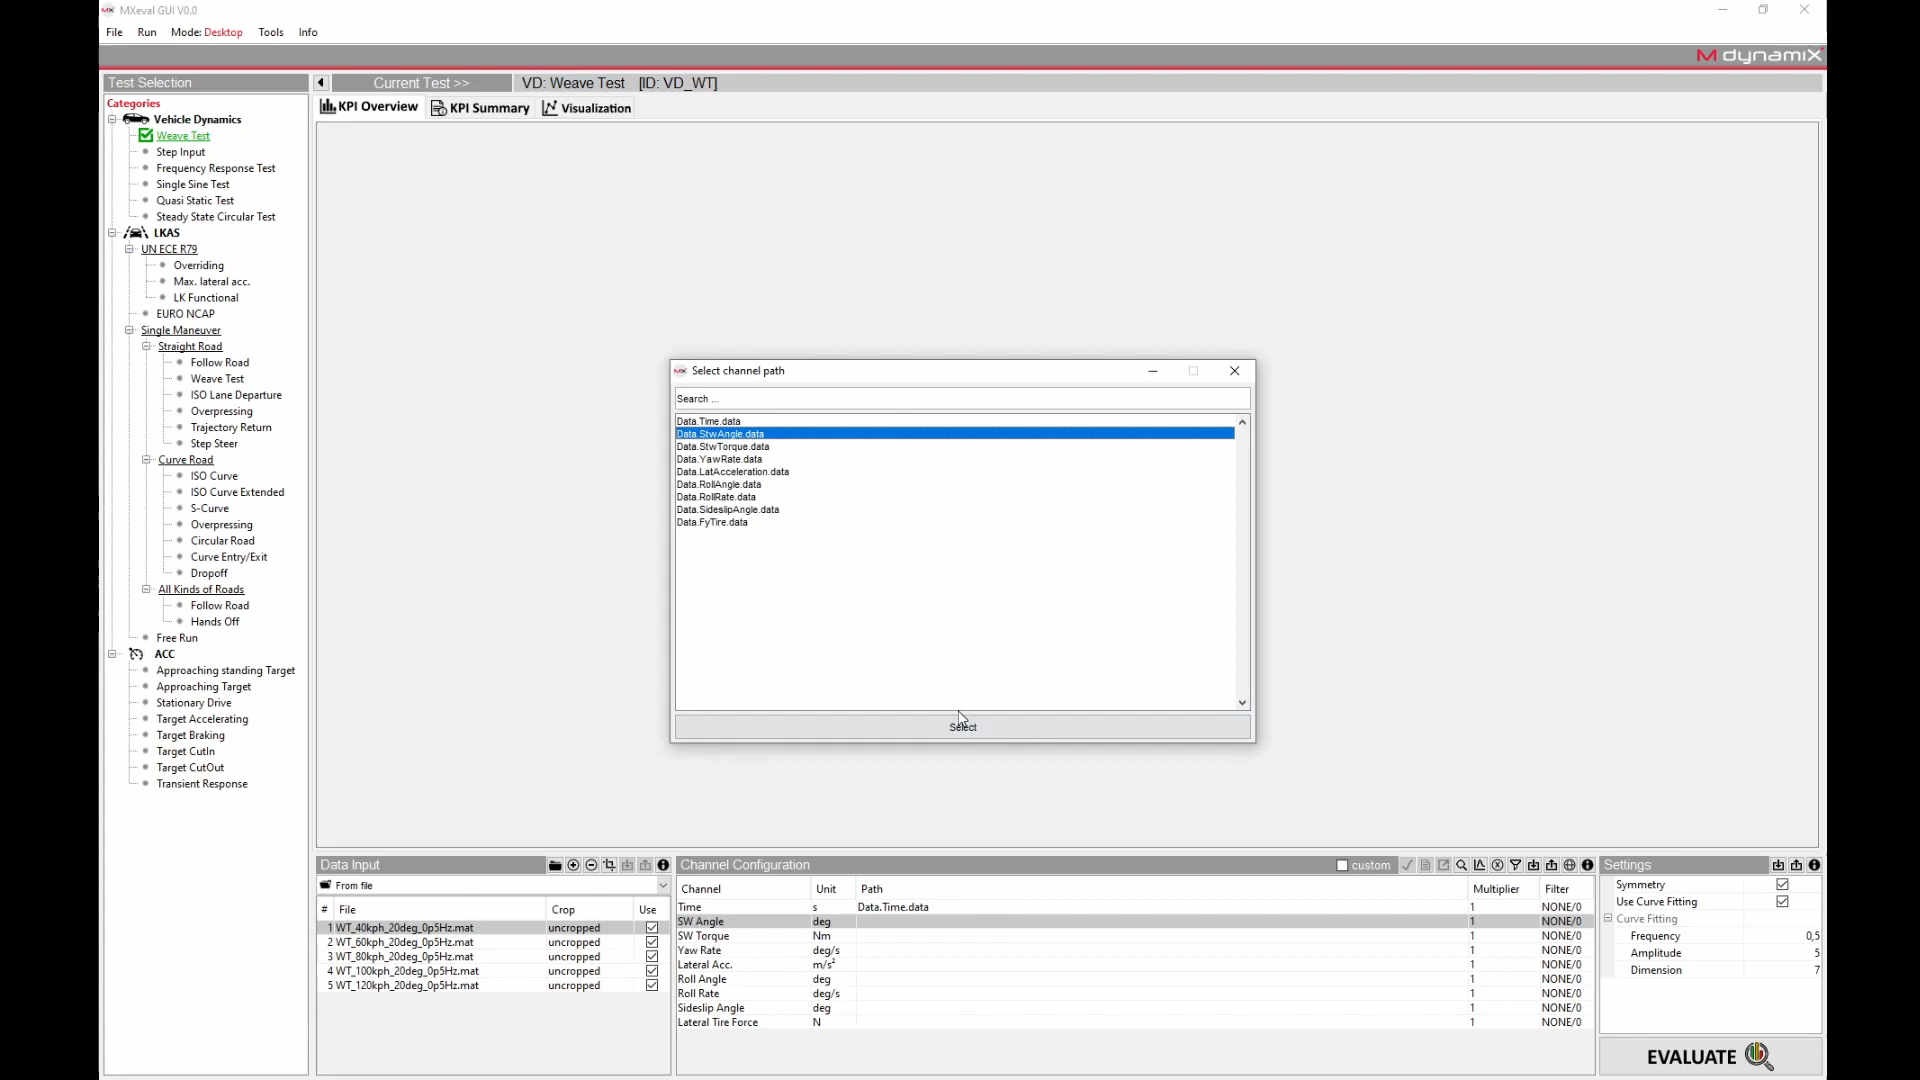 MXeval GUI V0.0
File Run Mode: Desktop Tools Info
M dynamiX
Test Selection
Current Test >> VD: Weave Test [ID: VD_WT]
Categories
Vehicle Dynamics
Weave Test
Step Input
Frequency Response Test
Single Sine Test
Quasi Static Test
Steady State Circular Test
LKAS
UN ECE R79
Overriding
Max. lateral acc.
LK Functional
EURO NCAP
Single Maneuver
Straight Road
Follow Road
Weave Test
ISO Lane Departure
Overpressing
Trajectory Return
Step Steer
Curve Road
ISO Curve
ISO Curve Extended
S-Curve
Overpressing
Circular Road
Curve Entry/Exit
Dropoff
All Kinds of Roads
Follow Road
Hands Off
Free Run
ACC
Approaching standing Target
Approaching Target
Stationary Drive
Target Accelerating
Target Braking
Target CutIn
Target CutOut
Transient Response
KPI Overview KPI Summary Visualization
Select channel path
Search ...
Data.Time.data
Data.StwAngle.data
Data.StwTorque.data
Data.YawRate.data
Data.LatAcceleration.data
Data.RollAngle.data
Data.RollRate.data
Data.SideslipAngle.data
Data.FyTire.data
Select
Data Input
From file
# File Crop Use
1 WT_40kph_20deg_0p5Hz.mat uncropped
2 WT_60kph_20deg_0p5Hz.mat uncropped
3 WT_80kph_20deg_0p5Hz.mat uncropped
4 WT_100kph_20deg_0p5Hz.mat uncropped
5 WT_120kph_20deg_0p5Hz.mat uncropped
Channel Configuration custom
Channel Unit Path Multiplier Filter
Time s Data.Time.data 1 NONE/0
SW Angle deg 1 NONE/0
SW Torque Nm 1 NONE/0
Yaw Rate deg/s 1 NONE/0
Lateral Acc. m/s² 1 NONE/0
Roll Angle deg 1 NONE/0
Roll Rate deg/s 1 NONE/0
Sideslip Angle deg 1 NONE/0
Lateral Tire Force N 1 NONE/0
Settings
Symmetry
Use Curve Fitting
Curve Fitting
Frequency 0,5
Amplitude 5
Dimension 7
EVALUATE